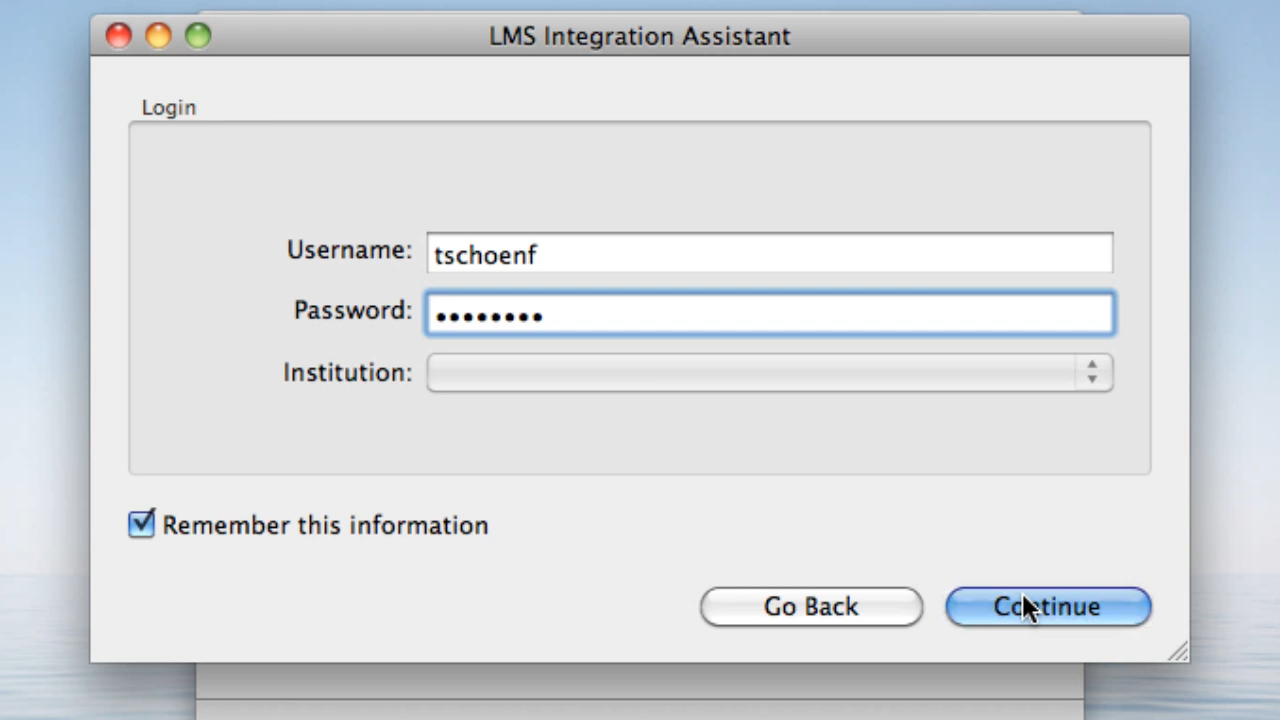 LMS Integration Assistant
Login
Username: tschoenf
Password: ••••••••
Institution:
Remember this information
Go Back Continue